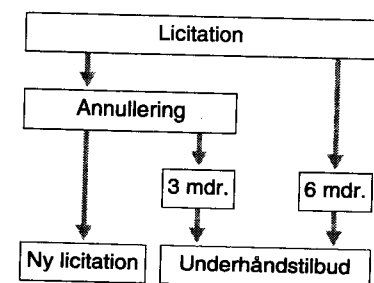 Licitation
Annullering
3 mdr.
6 mdr.
Ny licitation
Underhåndstilbud